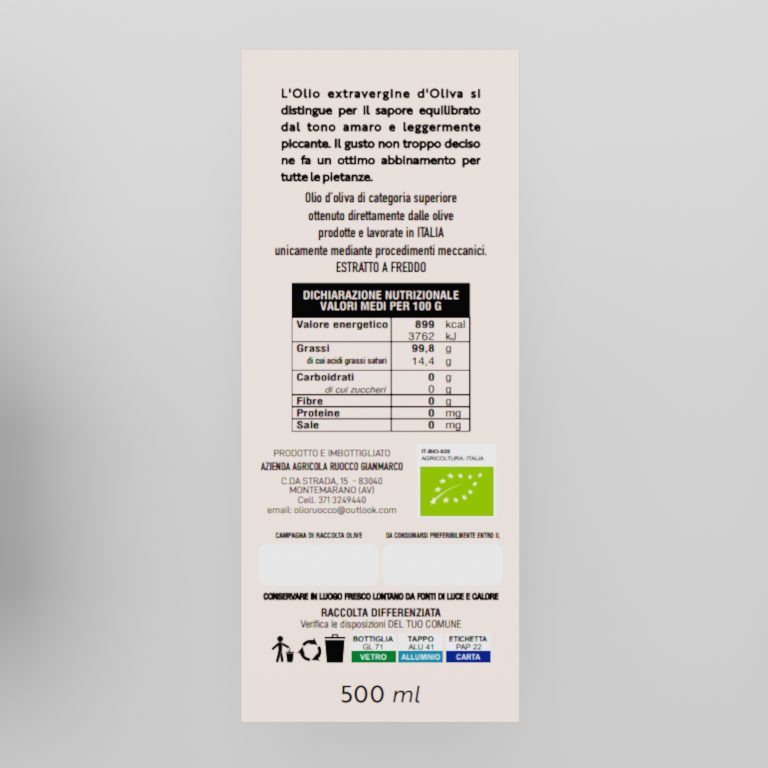 L'Olio extravergine d'Oliva si
distingue per il sapore equilibrato
dal tono amaro e leggermente
piccante. Il gusto non troppo deciso
ne fa un ottimo abbinamento per
tutte le pietanze.
Olio d'oliva di categoria superiore
ottenuto direttamente dalle olive
prodotte e lavorate in ITALIA
unicamente mediante procedimenti meccanici.
ESTRATTO A FREDDO
DICHIARAZIONE NUTRIZIONALE
VALORI MEDI PER 100 G
Valore energetico 899 kcal
3762 kJ
Grassi 99,8 g
di cui acidi grassi saturi 14,4 g
Carboidrati 0 g
di cui zuccheri 0 g
Fibre 0 g
Proteine 0 mg
Sale 0 mg
PRODOTTO E IMBOTTIGLIATO
AZIENDA AGRICOLA RUOCCO GIANMARCO
C.DA STRADA, 15 - 83040
MONTEMARANO (AV)
Cell. 371 3249440
email: olioruocco@outlook.com
IT-BIO-020
AGRICOLTURA: ITALIA
CAMPAGNA DI RACCOLTA OLIVE
DA CONSUMARSI PREFERIBILMENTE ENTRO IL
CONSERVARE IN LUOGO FRESCO LONTANO DA FONTI DI LUCE E CALORE
RACCOLTA DIFFERENZIATA
Verifica le disposizioni DEL TUO COMUNE
BOTTIGLIA TAPPO ETICHETTA
GL 71 ALU 41 PAP 22
VETRO ALLUMINIO CARTA
500 ml